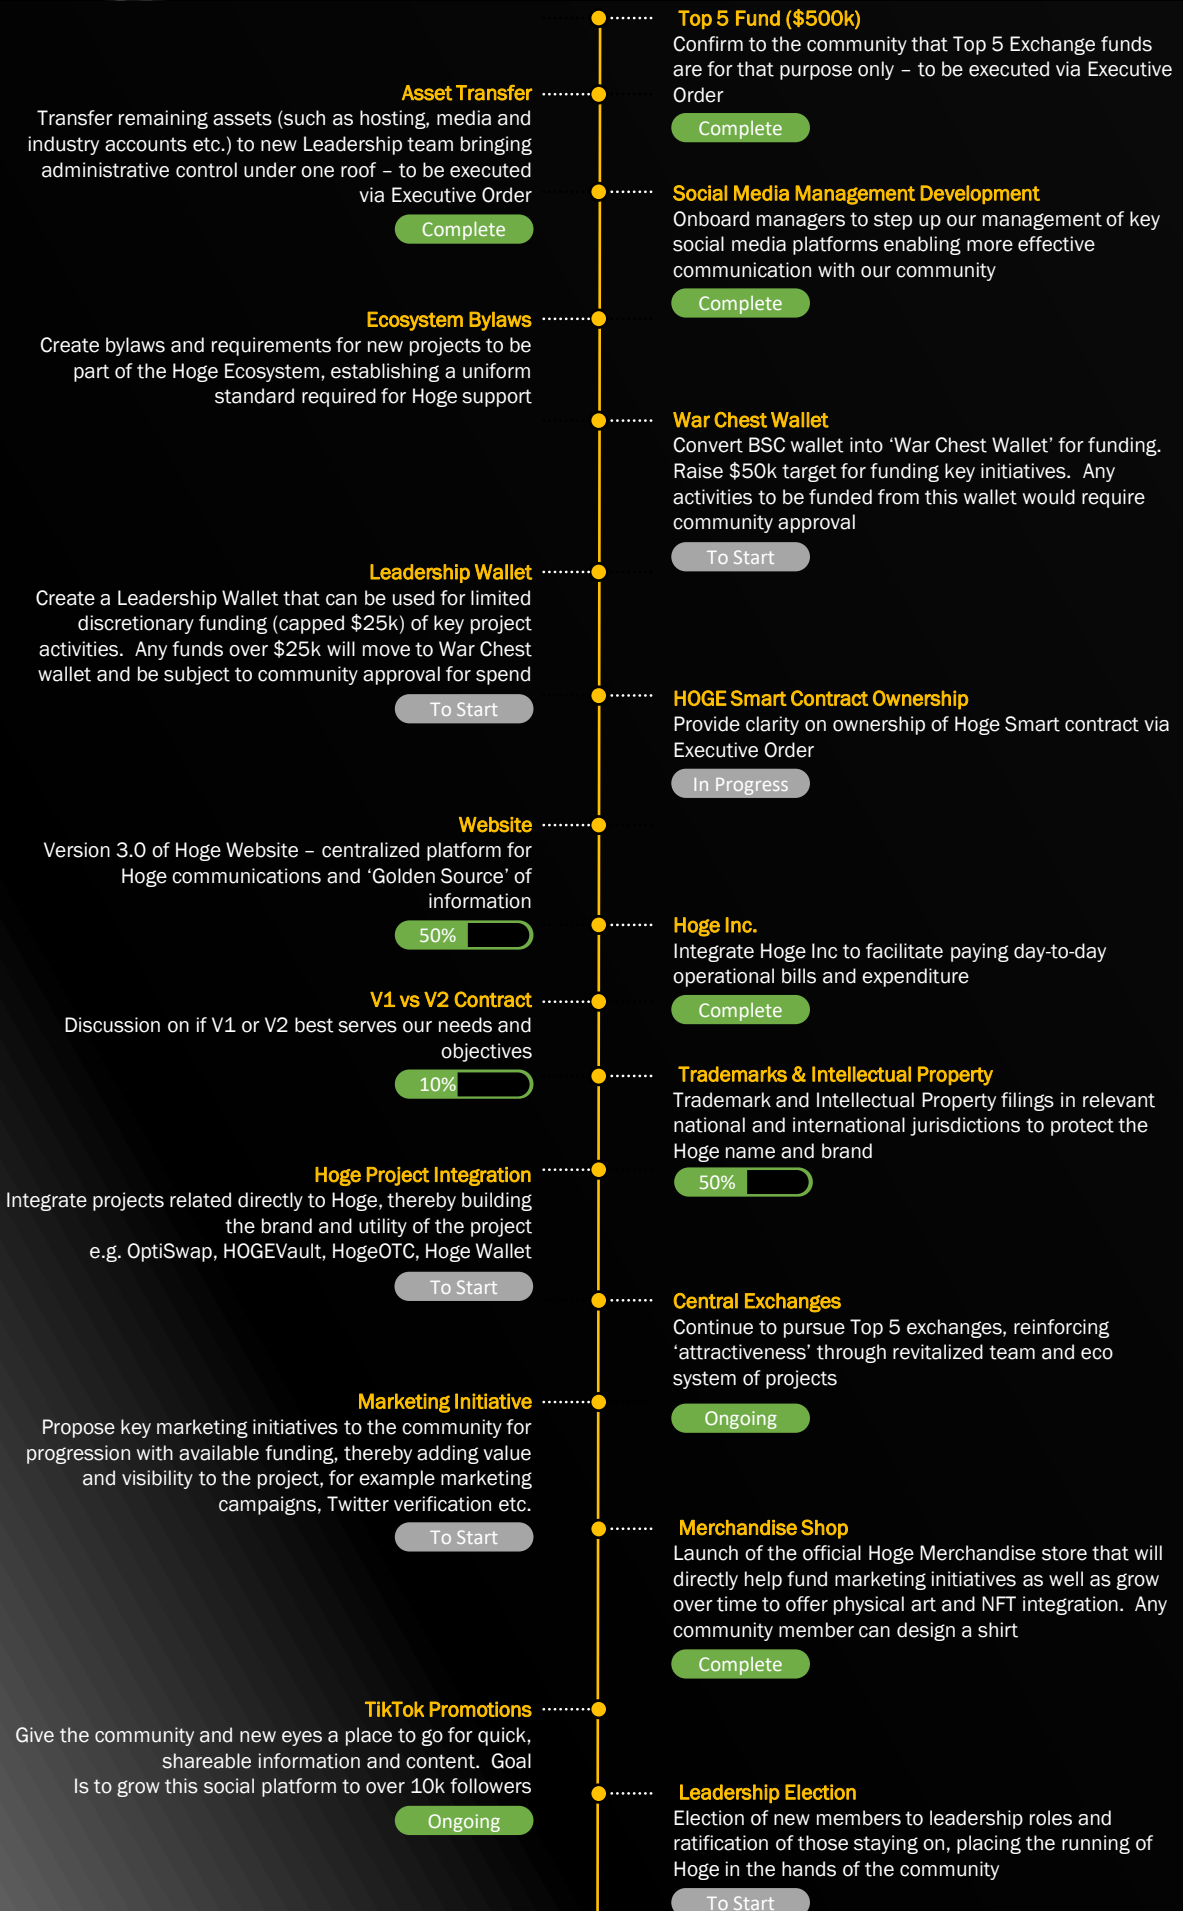 Top 5 Fund ($500k)
Confirm to the community that Top 5 Exchange funds
are for that purpose only – to be executed via Executive
Order
Complete
Asset Transfer
Transfer remaining assets (such as hosting, media and
industry accounts etc.) to new Leadership team bringing
administrative control under one roof – to be executed
via Executive Order
Complete
Social Media Management Development
Onboard managers to step up our management of key
social media platforms enabling more effective
communication with our community
Complete
Ecosystem Bylaws
Create bylaws and requirements for new projects to be
part of the Hoge Ecosystem, establishing a uniform
standard required for Hoge support
War Chest Wallet
Convert BSC wallet into ‘War Chest Wallet’ for funding.
Raise $50k target for funding key initiatives.  Any
activities to be funded from this wallet would require
community approval
To Start
Leadership Wallet
Create a Leadership Wallet that can be used for limited
discretionary funding (capped $25k) of key project
activities.  Any funds over $25k will move to War Chest
wallet and be subject to community approval for spend
To Start
HOGE Smart Contract Ownership
Provide clarity on ownership of Hoge Smart contract via
Executive Order
In Progress
Website
Version 3.0 of Hoge Website – centralized platform for
Hoge communications and ‘Golden Source’ of
information
50%
Hoge Inc.
Integrate Hoge Inc to facilitate paying day-to-day
operational bills and expenditure
Complete
V1 vs V2 Contract
Discussion on if V1 or V2 best serves our needs and
objectives
10%
Trademarks & Intellectual Property
Trademark and Intellectual Property filings in relevant
national and international jurisdictions to protect the
Hoge name and brand
50%
Hoge Project Integration
Integrate projects related directly to Hoge, thereby building
the brand and utility of the project
e.g. OptiSwap, HOGEVault, HogeOTC, Hoge Wallet
To Start
Central Exchanges
Continue to pursue Top 5 exchanges, reinforcing
‘attractiveness’ through revitalized team and eco
system of projects
Ongoing
Marketing Initiative
Propose key marketing initiatives to the community for
progression with available funding, thereby adding value
and visibility to the project, for example marketing
campaigns, Twitter verification etc.
To Start
Merchandise Shop
Launch of the official Hoge Merchandise store that will
directly help fund marketing initiatives as well as grow
over time to offer physical art and NFT integration.  Any
community member can design a shirt
Complete
TikTok Promotions
Give the community and new eyes a place to go for quick,
shareable information and content.  Goal
Is to grow this social platform to over 10k followers
Ongoing
Leadership Election
Election of new members to leadership roles and
ratification of those staying on, placing the running of
Hoge in the hands of the community
To Start